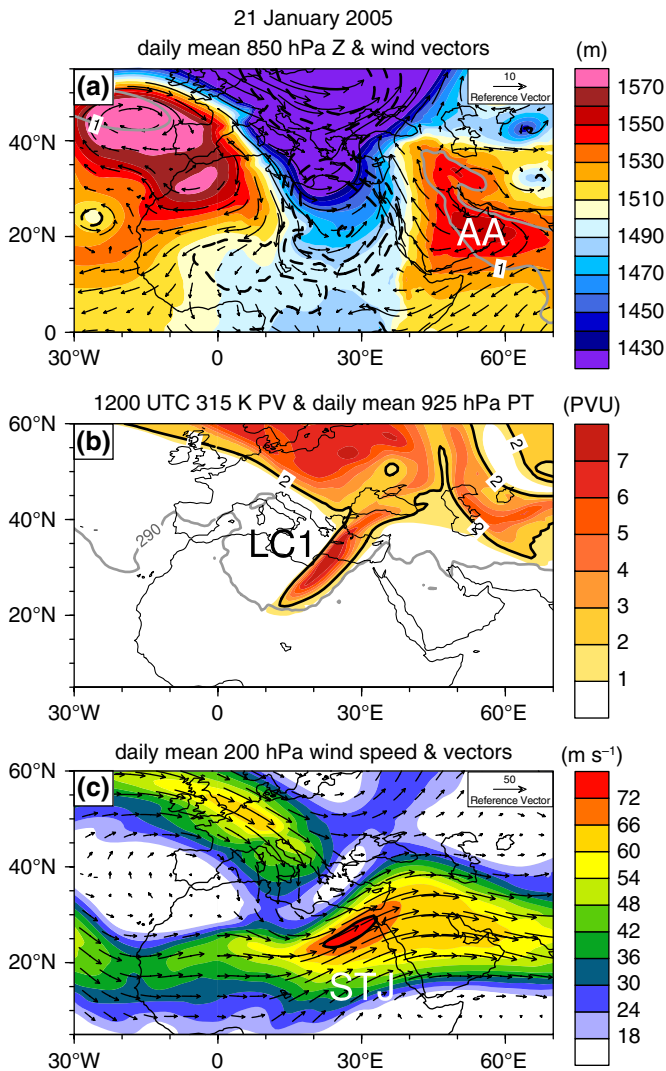 21 January 2005
daily mean 850 hPa Z & wind vectors
(m)
(a)
10
Reference Vector
1
AA
1
40°N
20°N
0
30°W
0
30°E
60°E
1570
1550
1530
1510
1490
1470
1450
1430
1200 UTC 315 K PV & daily mean 925 hPa PT
(PVU)
(b)
60°N
40°N
20°N
2
2
2
2
290
LC1
30°W
0
30°E
60°E
7
6
5
4
3
2
1
daily mean 200 hPa wind speed & vectors
(m s⁻¹)
(c)
50
Reference Vector
60°N
40°N
20°N
STJ
30°W
0
30°E
60°E
72
66
60
54
48
42
36
30
24
18